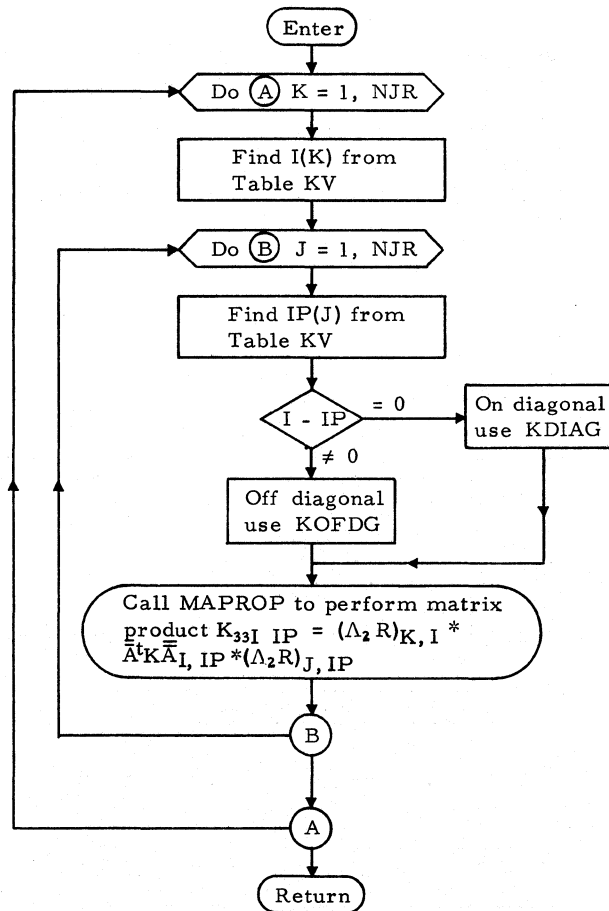 Enter
Do Ⓐ K = 1, NJR
Find I(K) from
Table KV
Do Ⓑ J = 1, NJR
Find IP(J) from
Table KV
I - IP
= 0
On diagonal
use KDIAG
≠ 0
Off diagonal
use KOFDG
Call MAPROP to perform matrix
product K₃₃I IP = (Λ₂ R)K, I *
A̿ᵗKA̿I, IP*(Λ₂R)J, IP
B
A
Return